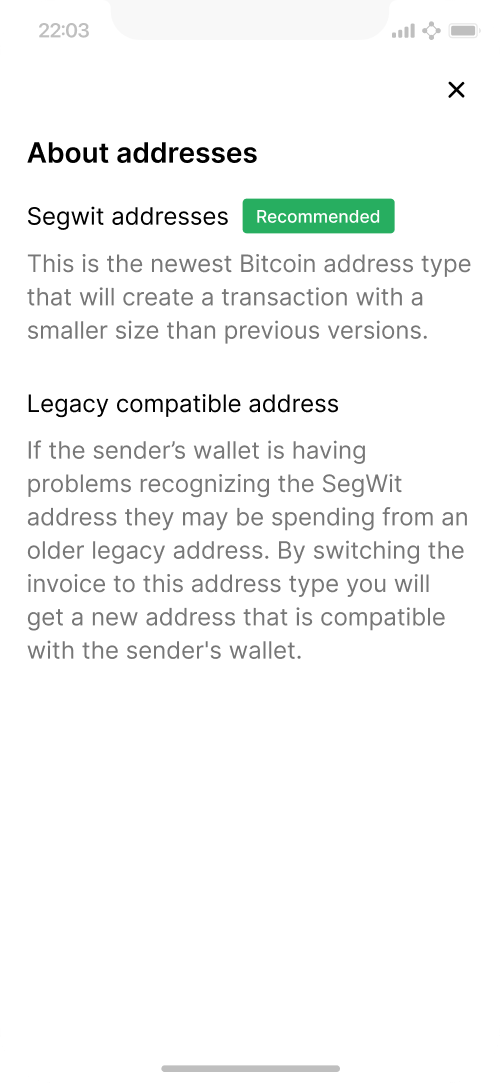 22:03
About addresses
Segwit addresses Recommended
This is the newest Bitcoin address type
that will create a transaction with a
smaller size than previous versions.
Legacy compatible address
If the sender’s wallet is having
problems recognizing the SegWit
address they may be spending from an
older legacy address. By switching the
invoice to this address type you will
get a new address that is compatible
with the sender's wallet.